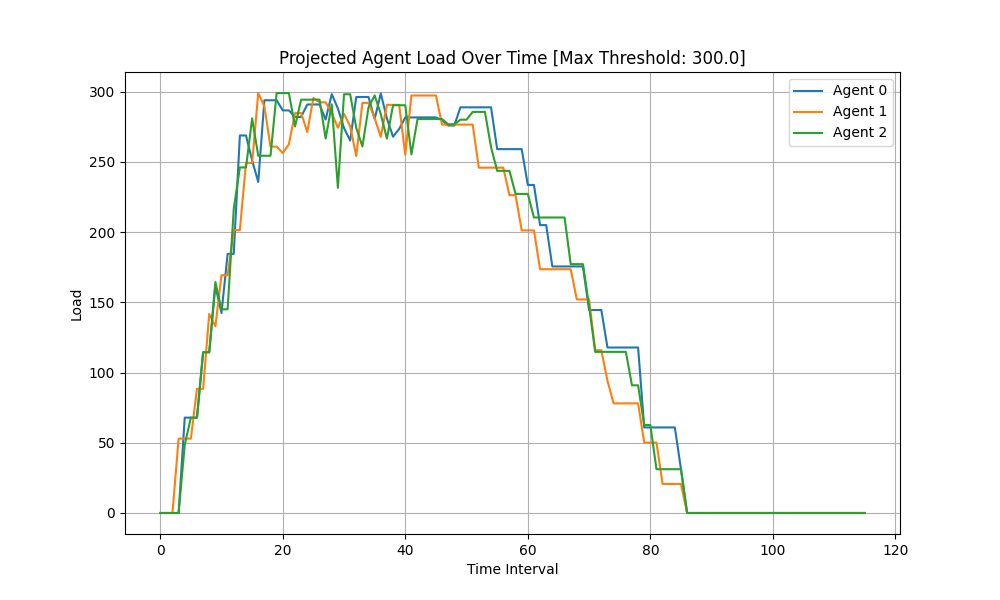 Projected Agent Load Over Time [Max Threshold: 300.0]
Agent 0
Agent 1
Agent 2
300
250
200
150
100
50
0
Load
0 20 40 60 80 100 120
Time Interval